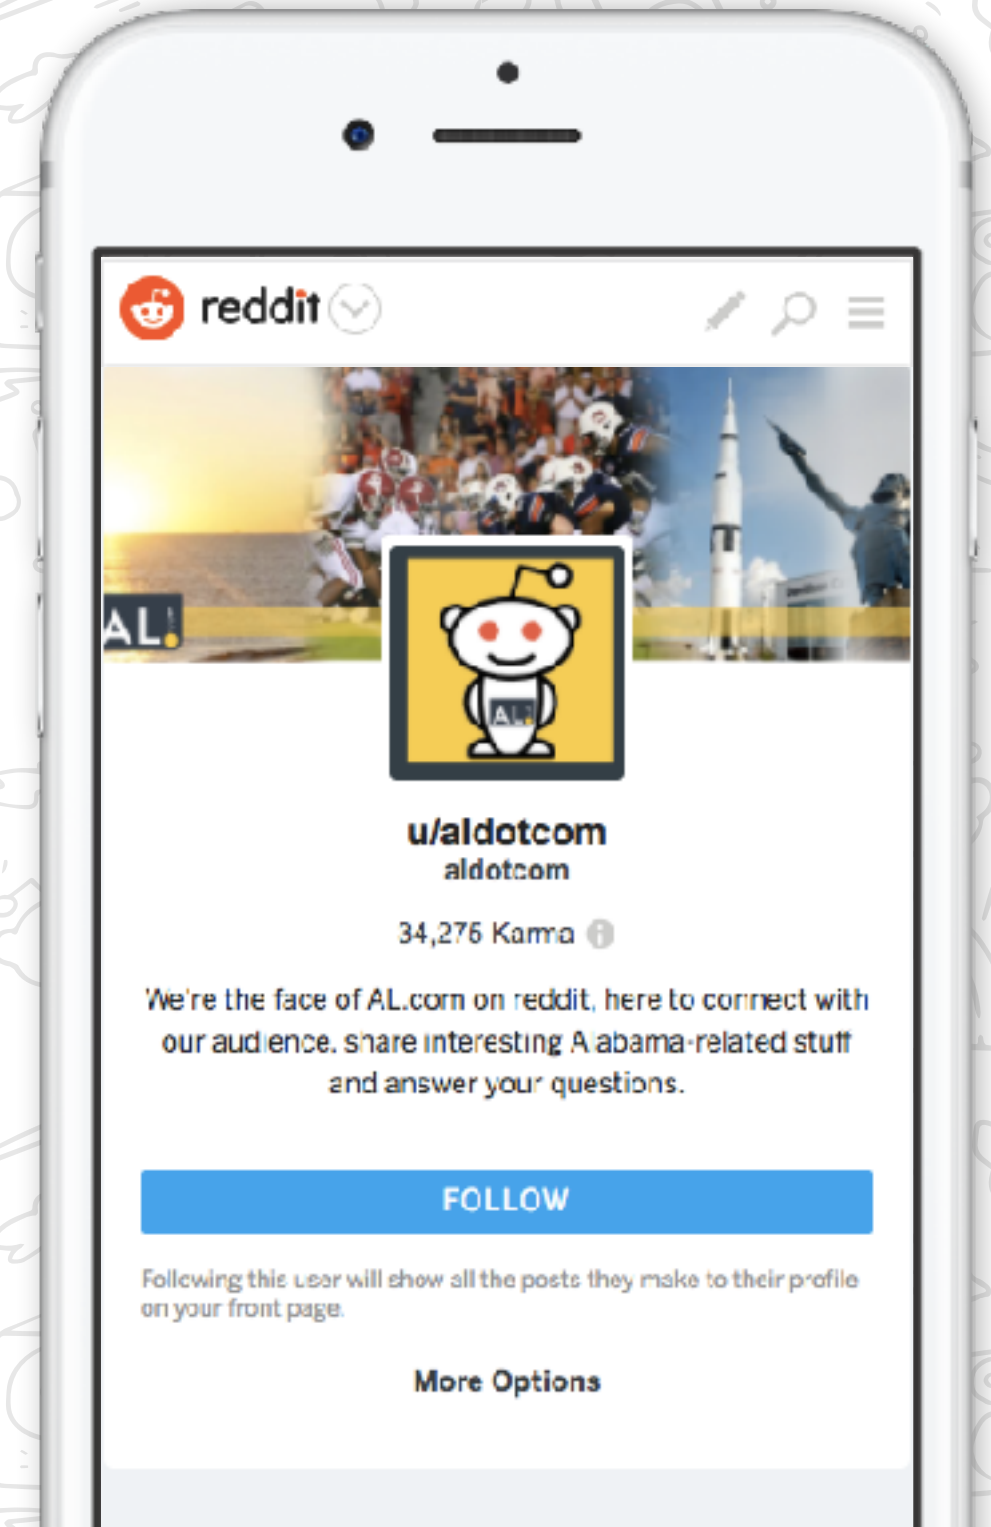 reddit
AL.
AL.
u/aldotcom
aldotcom
34,276 Karma
We're the face of AL.com on reddit, here to connect with
our audience, share interesting Alabama-related stuff
and answer your questions.
FOLLOW
Following this user will show all the posts they make to their profile
on your front page.
More Options